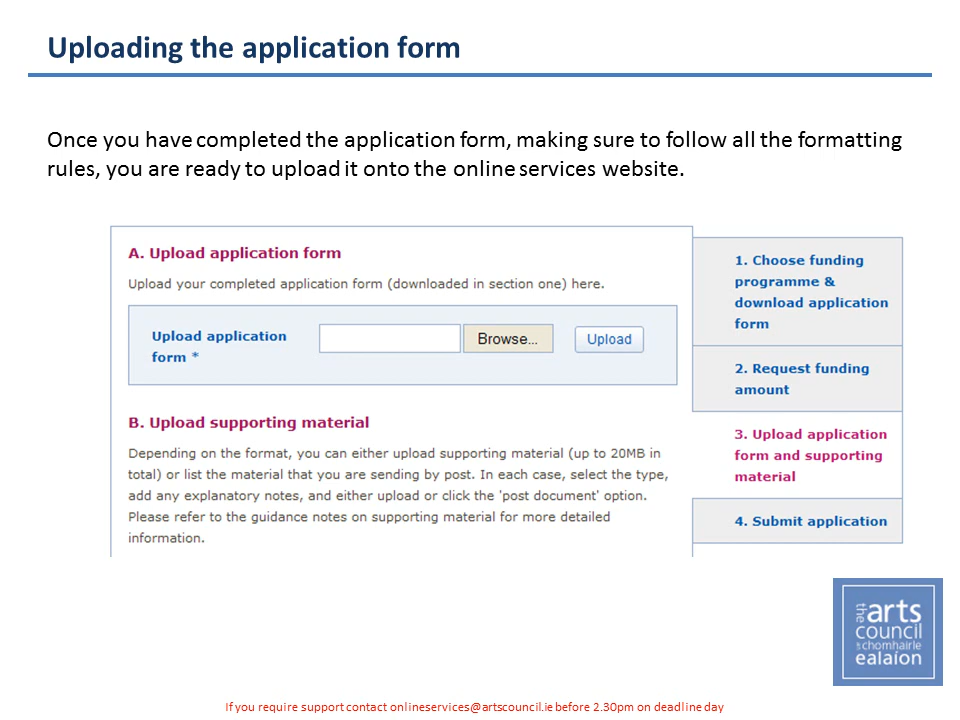 Uploading the application form
Once you have completed the application form, making sure to follow all the formatting
rules, you are ready to upload it onto the online services website.
A. Upload application form
Upload your completed application form (downloaded in section one) here.
Upload application
form *
Browse...
Upload
B. Upload supporting material
Depending on the format, you can either upload supporting material (up to 20MB in
total) or list the material that you are sending by post. In each case, select the type,
add any explanatory notes, and either upload or click the 'post document' option.
Please refer to the guidance notes on supporting material for more detailed
information.
1. Choose funding
programme &
download application
form
2. Request funding
amount
3. Upload application
form and supporting
material
4. Submit application
the arts
council
chomhairle
ealaíon
If you require support contact onlineservices@artscouncil.ie before 2.30pm on deadline day